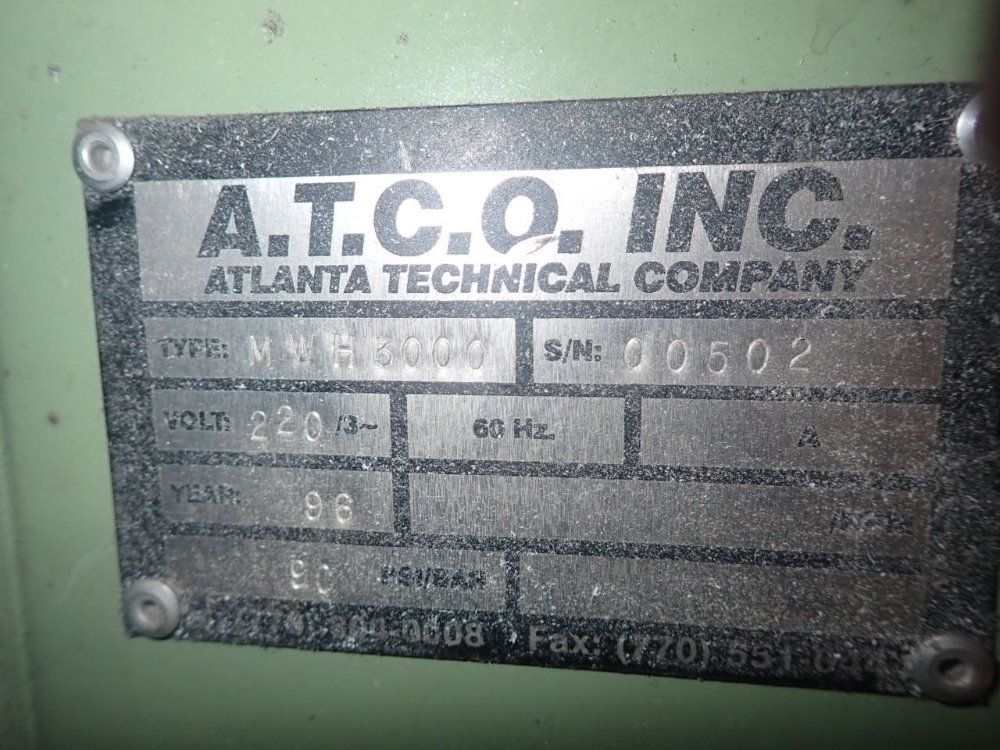 A.T.C.O. INC.
ATLANTA TECHNICAL COMPANY
TYPE: MWH3000 S/N: 00502
VOLT: 220 /3~ 60 Hz. A
YEAR: 96
90 PSI/BAR
Fax: (770) 551